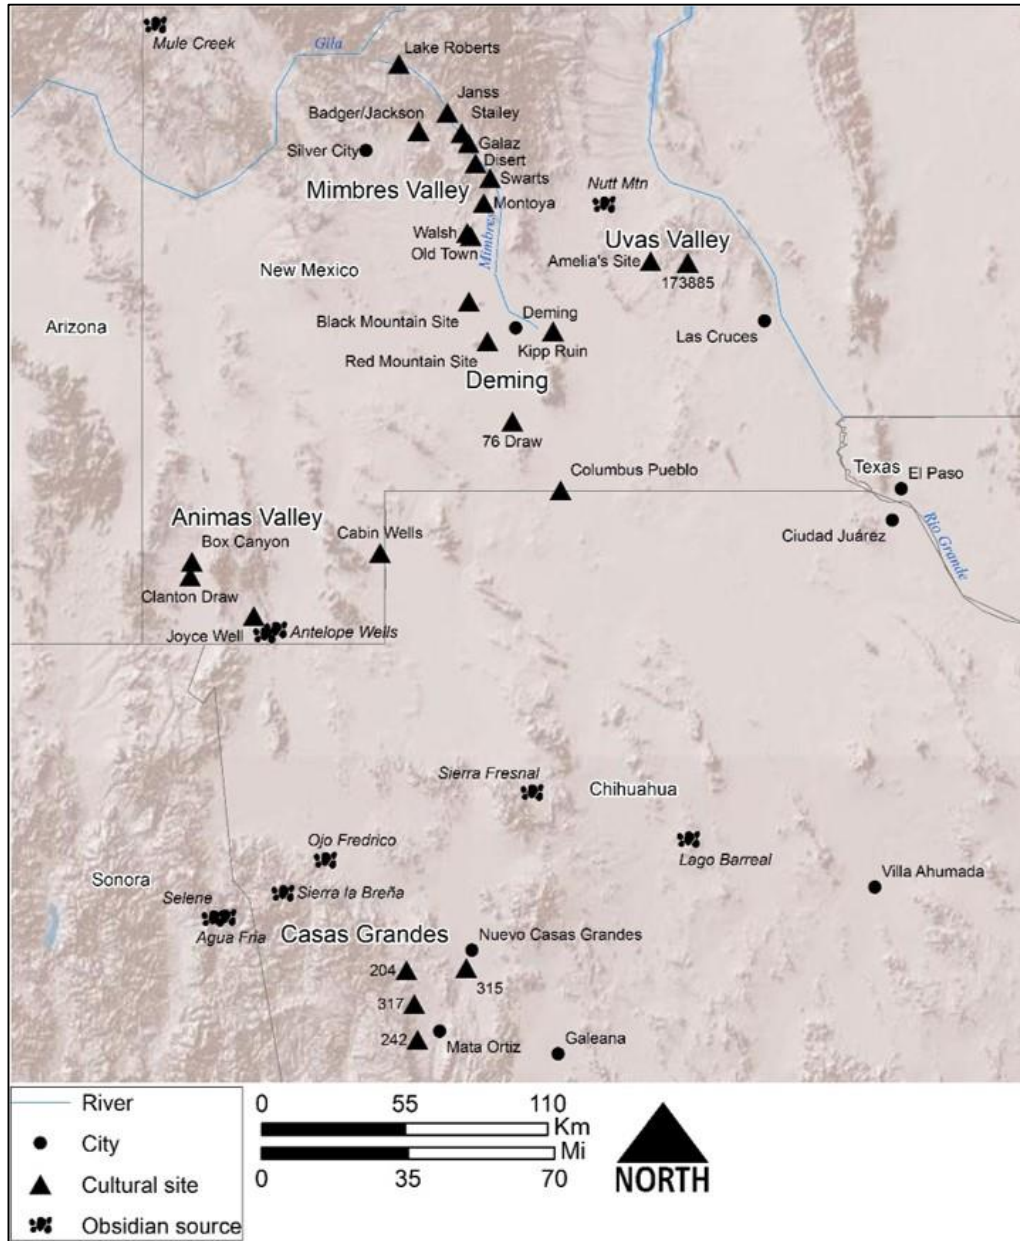 Mule Creek
Gila
Lake Roberts
Janss
Badger/Jackson
Stailey
Silver City
Galaz
Disert
Mimbres Valley
Swarts
Nutt Mtn
Montoya
Walsh
Uvas Valley
Old Town
Mimbres
Amelia's Site
New Mexico
173885
Arizona
Black Mountain Site
Deming
Las Cruces
Kipp Ruin
Red Mountain Site
Deming
76 Draw
Columbus Pueblo
Texas
El Paso
Animas Valley
Box Canyon
Cabin Wells
Ciudad Juárez
Rio Grande
Clanton Draw
Joyce Well
Antelope Wells
Sierra Fresnal
Chihuahua
Ojo Fredrico
Lago Barreal
Sonora
Villa Ahumada
Selene
Sierra la Breña
Agua Fria
Casas Grandes
Nuevo Casas Grandes
204
315
317
242
Mata Ortiz
Galeana
River
City
Cultural site
Obsidian source
0 55 110
Km
Mi
0 35 70
NORTH